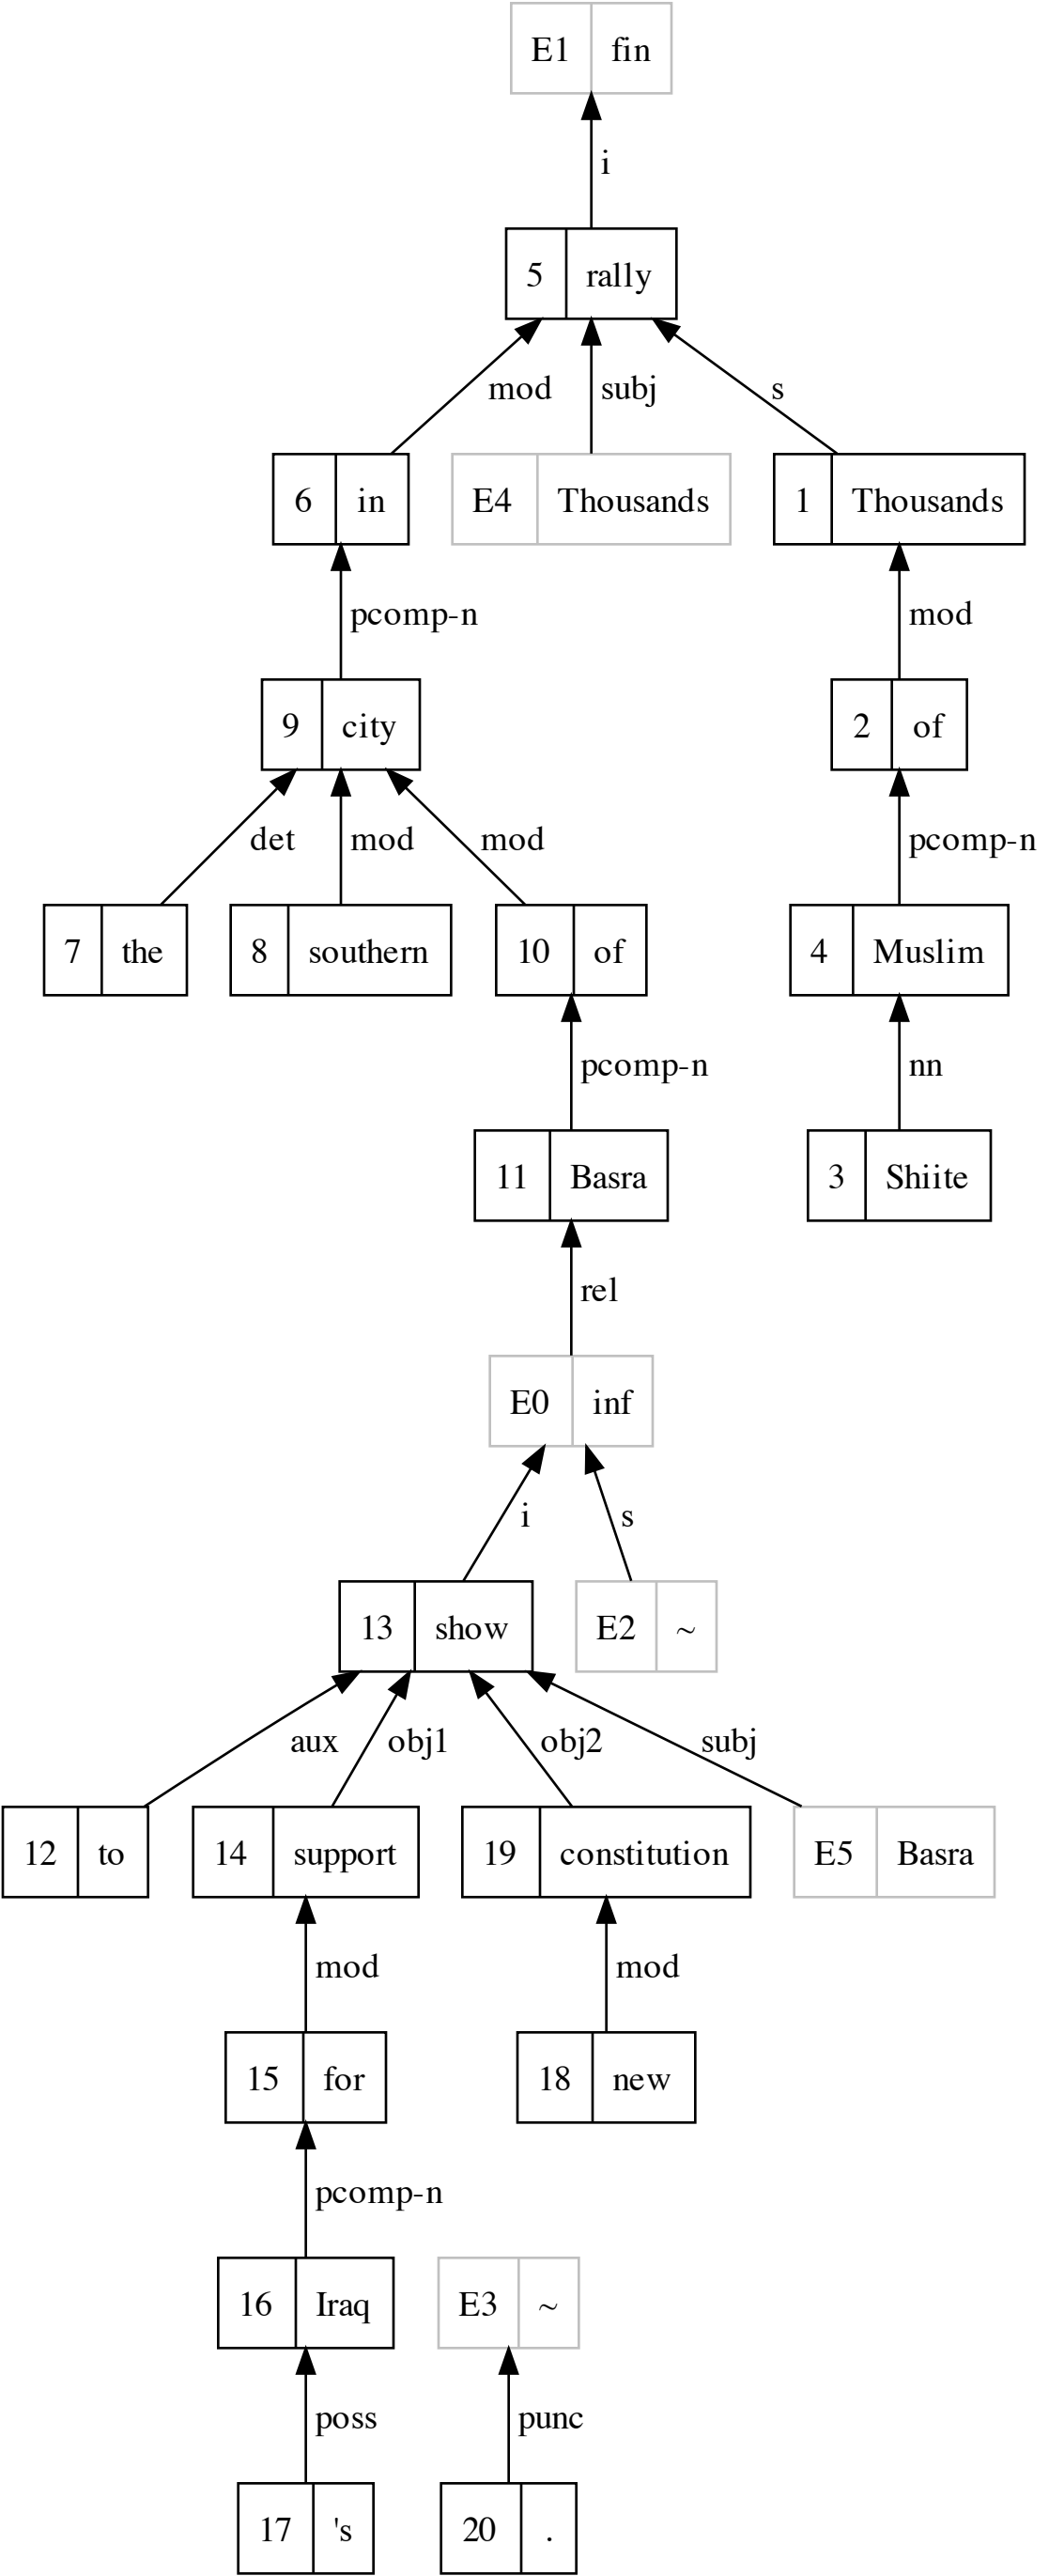 E1 fin
i
5 rally
mod subj s
6 in E4 Thousands 1 Thousands
pcomp-n mod
9 city 2 of
det mod mod pcomp-n
7 the 8 southern 10 of 4 Muslim
pcomp-n nn
11 Basra 3 Shiite
rel
E0 inf
i s
13 show E2 ~
aux obj1 obj2 subj
12 to 14 support 19 constitution E5 Basra
mod mod
15 for 18 new
pcomp-n
16 Iraq E3 ~
poss punc
17 's 20 .